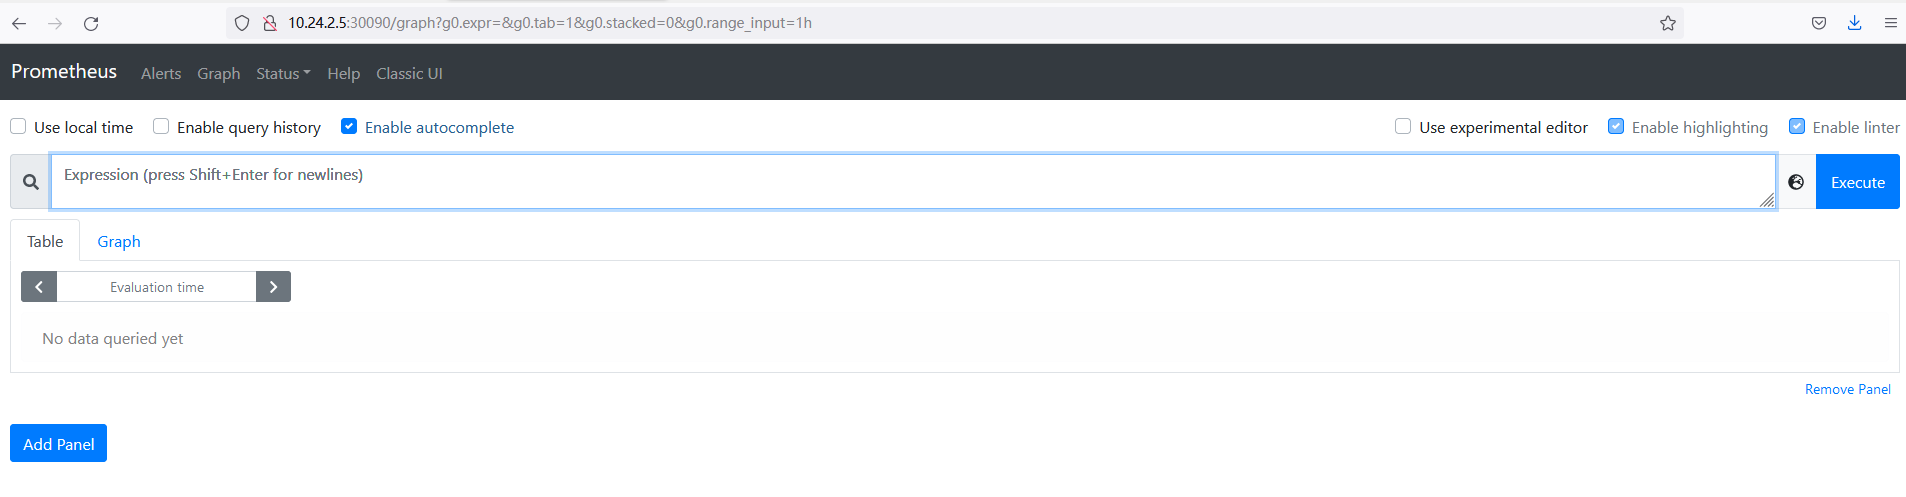 10.24.2.5:30090/graph?g0.expr=&g0.tab=1&g0.stacked=0&g0.range_input=1h
Prometheus Alerts Graph Status Help Classic UI
Use local time Enable query history Enable autocomplete Use experimental editor Enable highlighting Enable linter
Expression (press Shift+Enter for newlines) Execute
Table Graph
Evaluation time
No data queried yet
Remove Panel
Add Panel